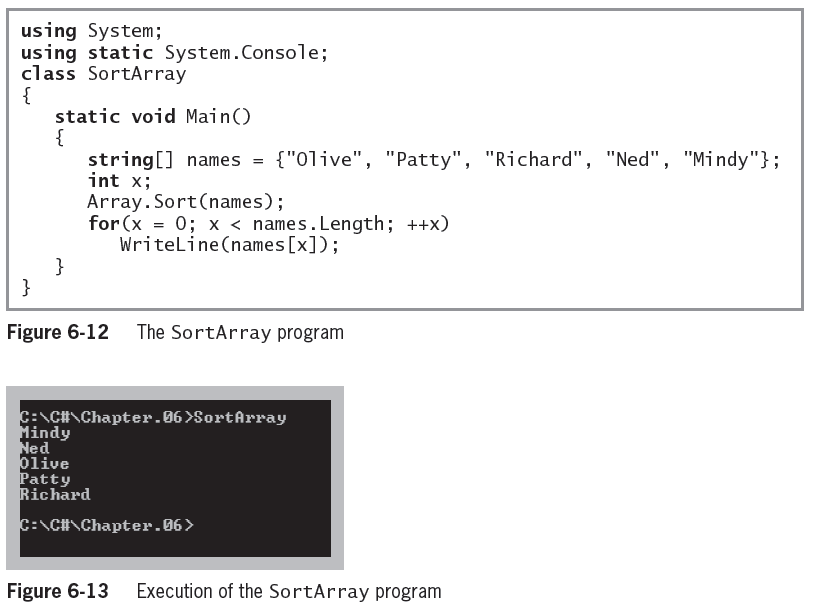 using System;
using static System.Console;
class SortArray
{
   static void Main()
   {
      string[] names = {"Olive", "Patty", "Richard", "Ned", "Mindy"};
      int x;
      Array.Sort(names);
      for(x = 0; x < names.Length; ++x)
         WriteLine(names[x]);
   }
}
Figure 6-12 The SortArray program
C:\C#\Chapter.06>SortArray
Mindy
Ned
Olive
Patty
Richard
C:\C#\Chapter.06>
Figure 6-13 Execution of the SortArray program